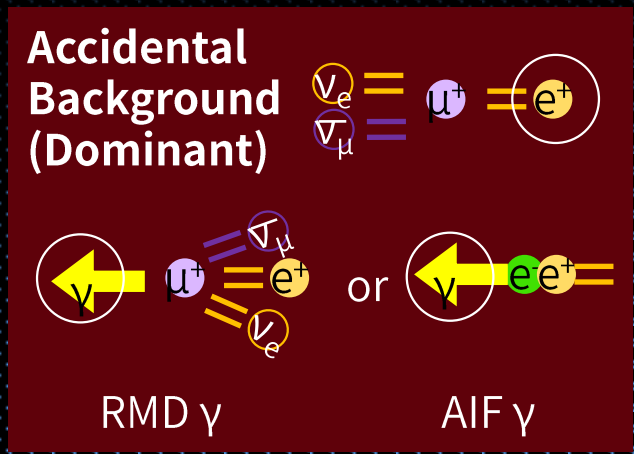 Accidental
Background
(Dominant)
νe
μ+
e+
ν̅μ
ν̅μ
γ
μ+
e+
or
γ
e-
e+
νe
RMD γ
AIF γ